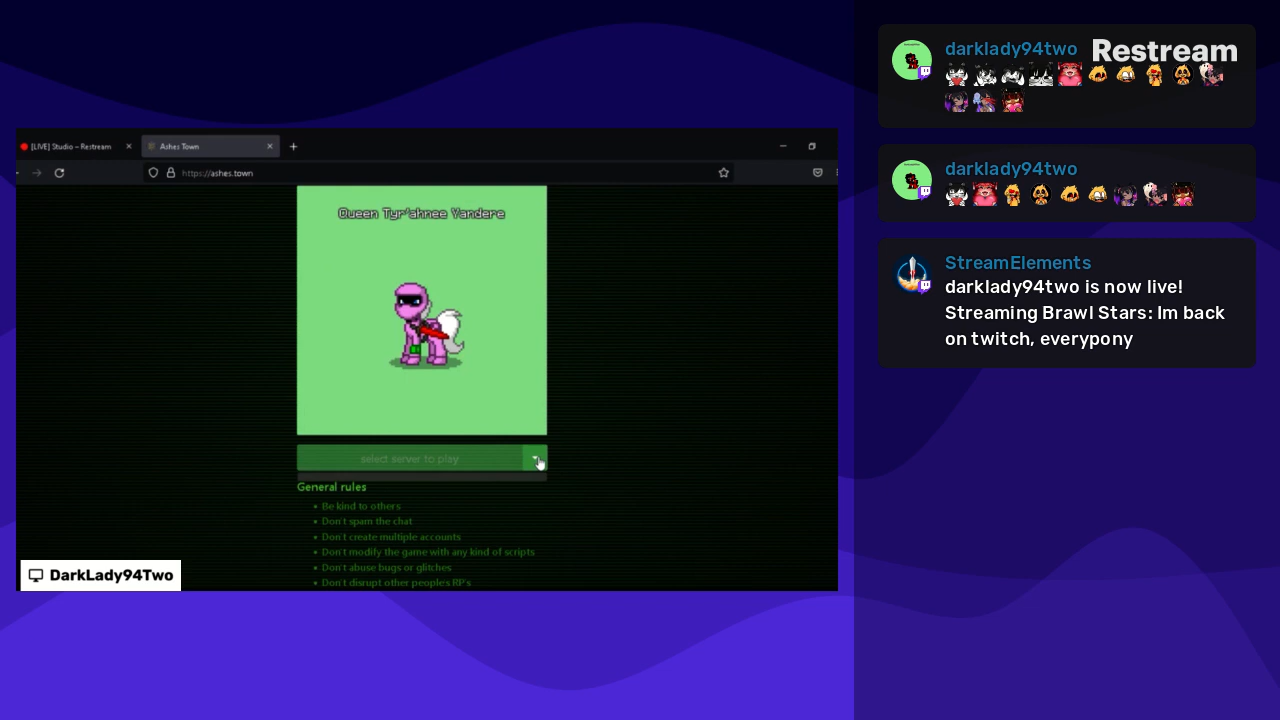 [LIVE] Studio – Restream
Ashes Town
https://ashes.town
Queen Tyr'ahnee Yandere
select server to play
General rules
Be kind to others
Don't spam the chat
Don't create multiple accounts
Don't modify the game with any kind of scripts
Don't abuse bugs or glitches
Don't disrupt other people's RP's
DarkLady94Two
Restream
darklady94two
darklady94two
StreamElements
darklady94two is now live!
Streaming Brawl Stars: Im back
on twitch, everypony